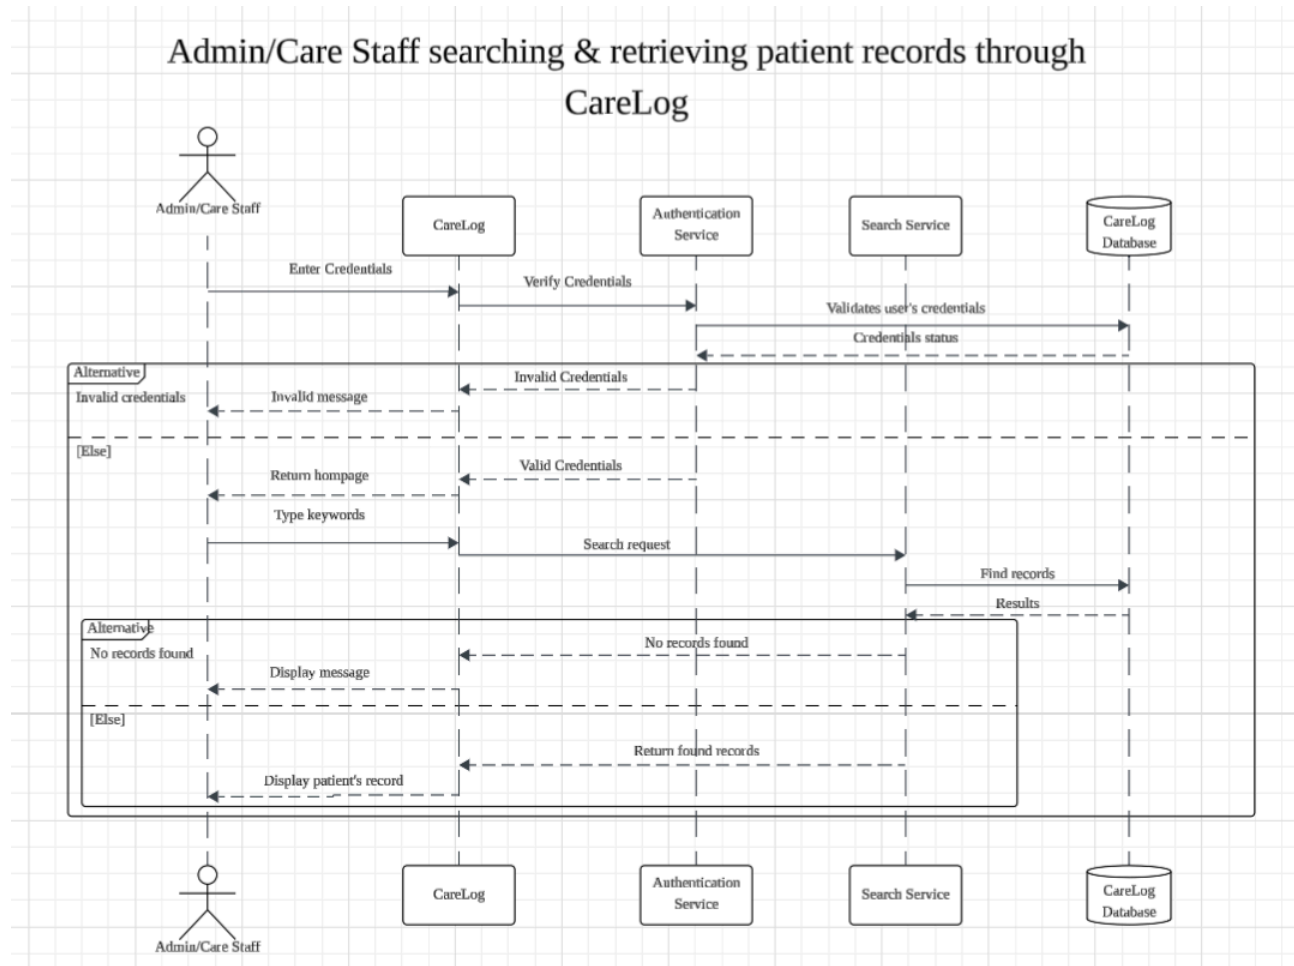 Admin/Care Staff searching & retrieving patient records through
CareLog
Admin/Care Staff
CareLog
Authentication
Service
Search Service
CareLog
Database
Enter Credentials
Verify Credentials
Validates user's credentials
Credentials status
Alternative
Invalid Credentials
Invalid credentials
Invalid message
[Else]
Valid Credentials
Return hompage
Type keywords
Search request
Find records
Results
Alternative
No records found
No records found
Display message
[Else]
Return found records
Display patient's record
Admin/Care Staff
CareLog
Authentication
Service
Search Service
CareLog
Database